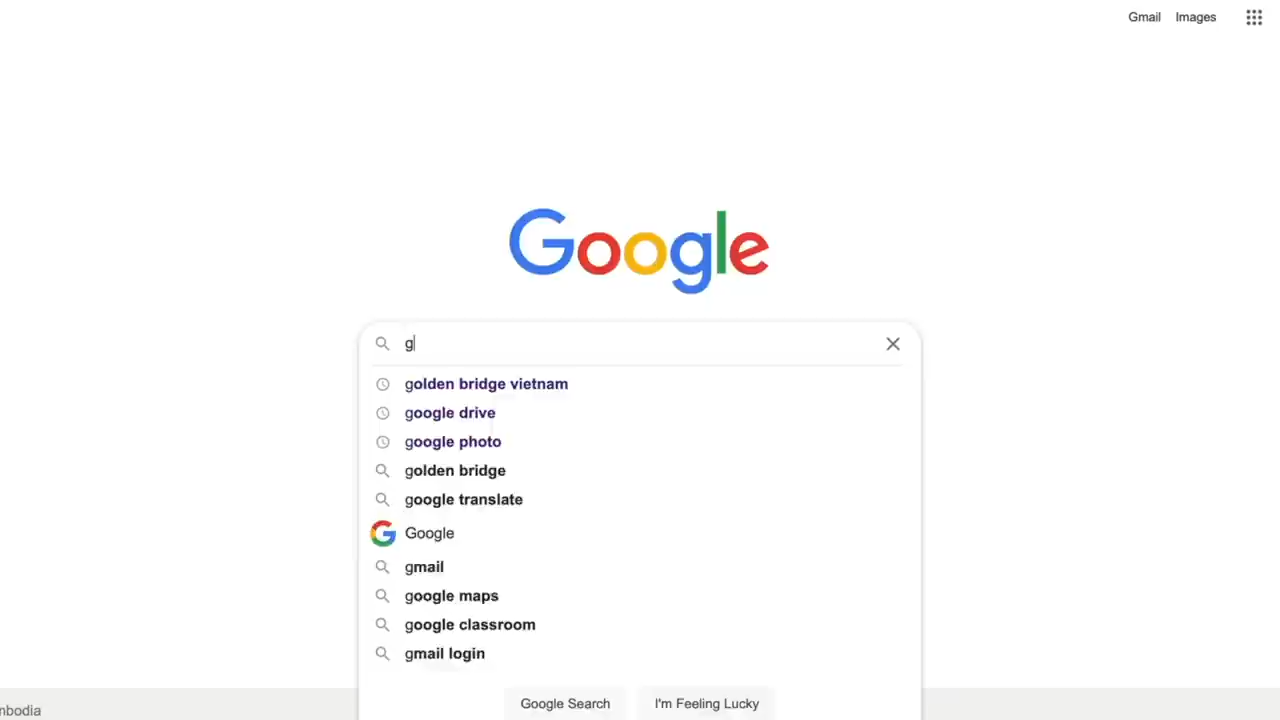 Gmail Images
Google
g
golden bridge vietnam
google drive
google photo
golden bridge
google translate
Google
gmail
google maps
google classroom
gmail login
Google Search I'm Feeling Lucky